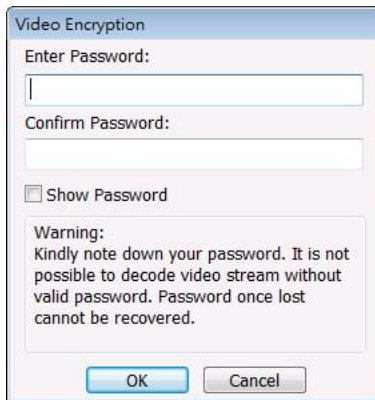 Video Encryption
Enter Password:
Confirm Password:
Show Password
Warning:
Kindly note down your password. It is not
possible to decode video stream without
valid password. Password once lost
cannot be recovered.
OK
Cancel